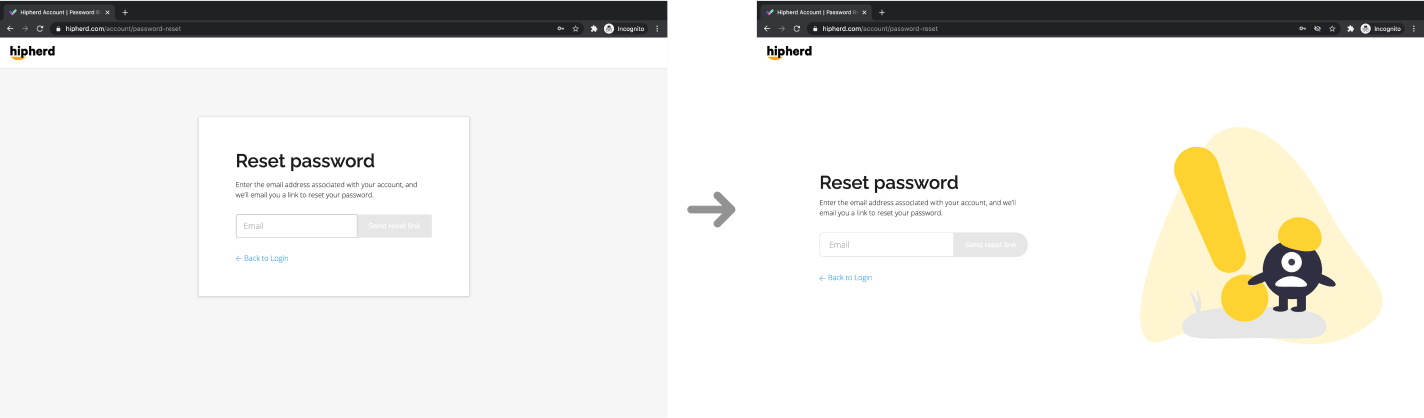 Hipherd Account | Password Re
hipherd.com/account/password-reset
Incognito
hipherd
Reset password
Enter the email address associated with your account, and
we'll email you a link to reset your password.
Email
Send reset link
← Back to Login
Hipherd Account | Password Re
hipherd.com/account/password-reset
Incognito
hipherd
Reset password
Enter the email address associated with your account, and we'll
email you a link to reset your password.
Email
Send reset link
← Back to Login